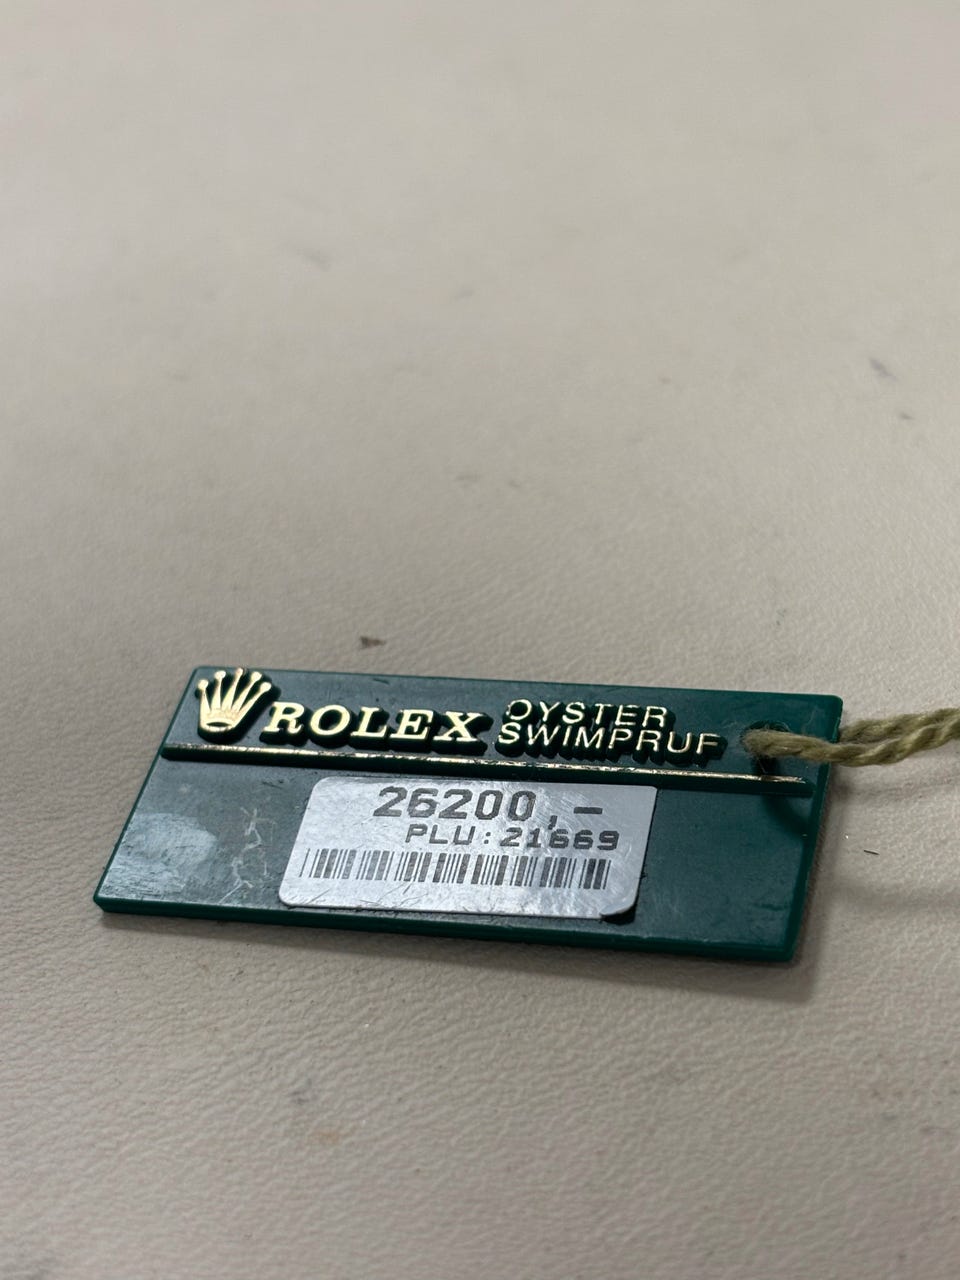 ROLEX
OYSTER
SWIMPRUF
26200,-
PLU:21669